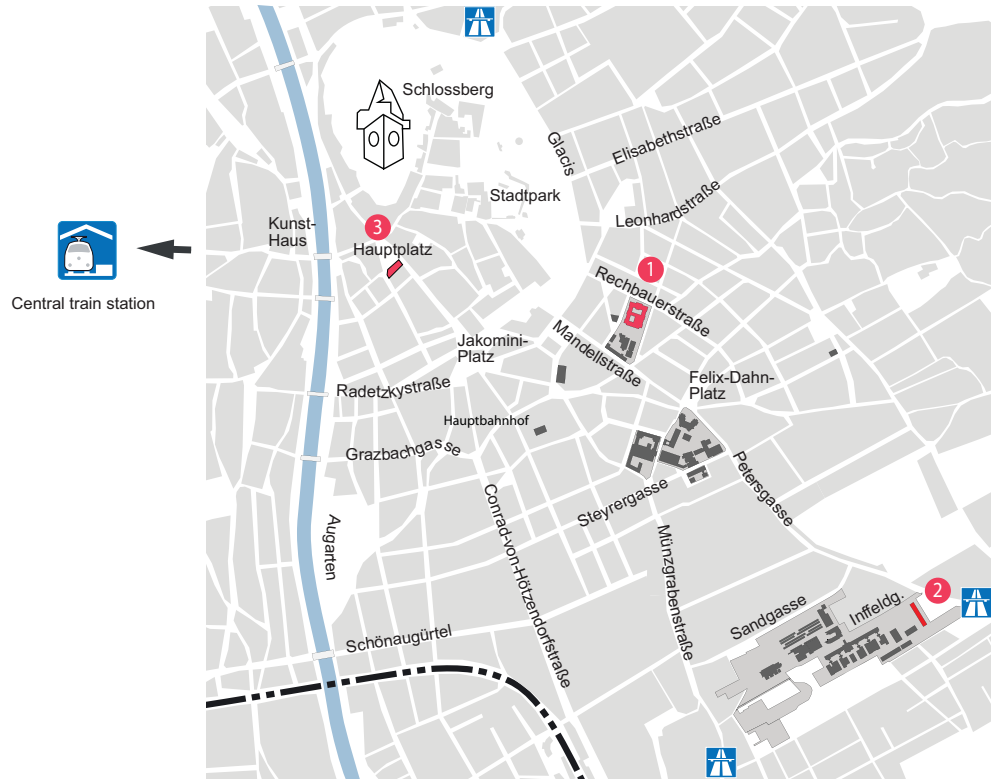 Schlossberg
Glacis
Elisabethstraße
Stadtpark
Leonhardstraße
Kunst-
Haus
3
Hauptplatz
1
Rechbauerstraße
Central train station
Jakomini-
Platz
Mandellstraße
Radetzkystraße
Felix-Dahn-
Platz
Hauptbahnhof
Grazbachgasse
Petersgasse
Steyrergasse
Conrad-von-Hötzendorfstraße
Augarten
Münzgrabenstraße
Sandgasse
Inffeldg.
2
Schönaugürtel